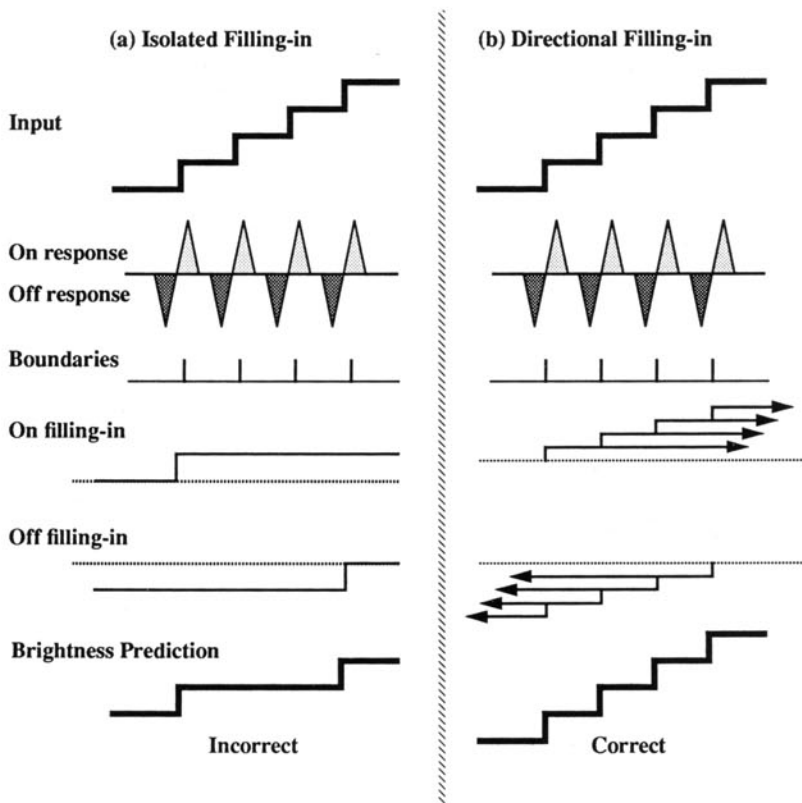 (a) Isolated Filling-in
(b) Directional Filling-in
Input
On response
Off response
Boundaries
On filling-in
Off filling-in
Brightness Prediction
Incorrect
Correct